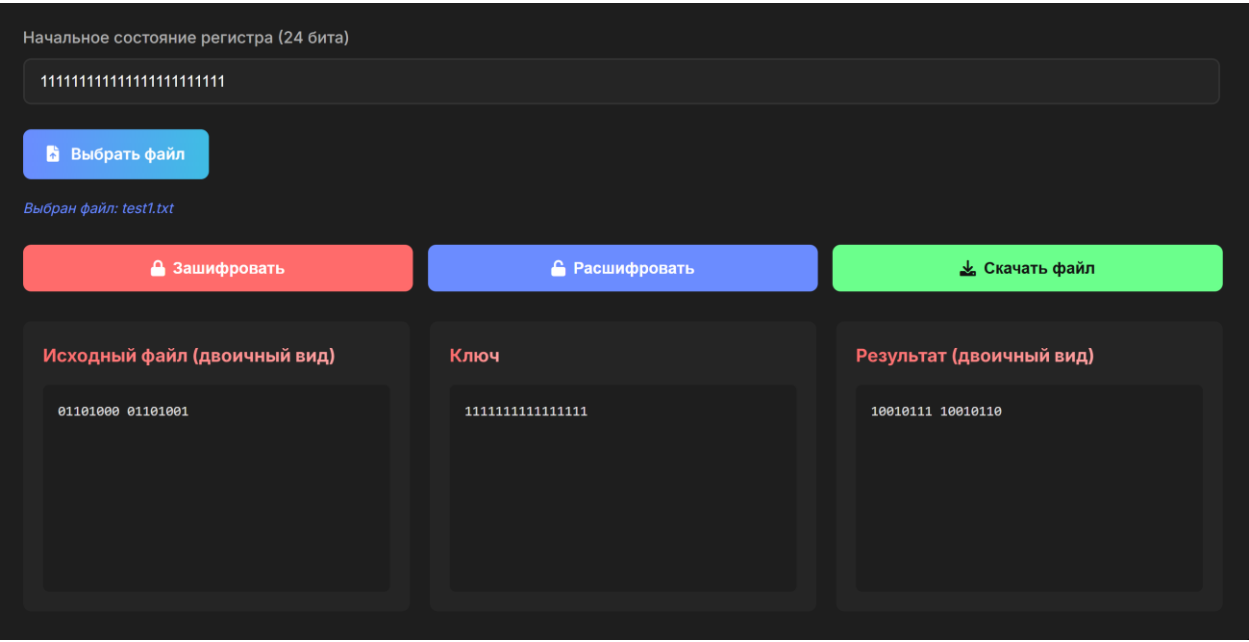 Начальное состояние регистра (24 бита)
111111111111111111111111
Выбрать файл
Выбран файл: test1.txt
Зашифровать
Расшифровать
Скачать файл
Исходный файл (двоичный вид)
01101000 01101001
Ключ
1111111111111111
Результат (двоичный вид)
10010111 10010110